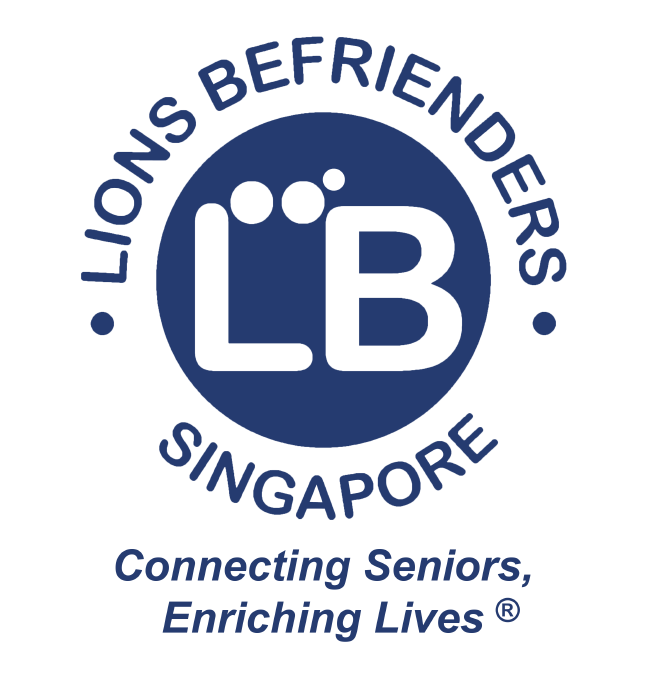 • LIONS BEFRIENDERS •
LB
SINGAPORE
Connecting Seniors,
Enriching Lives ®